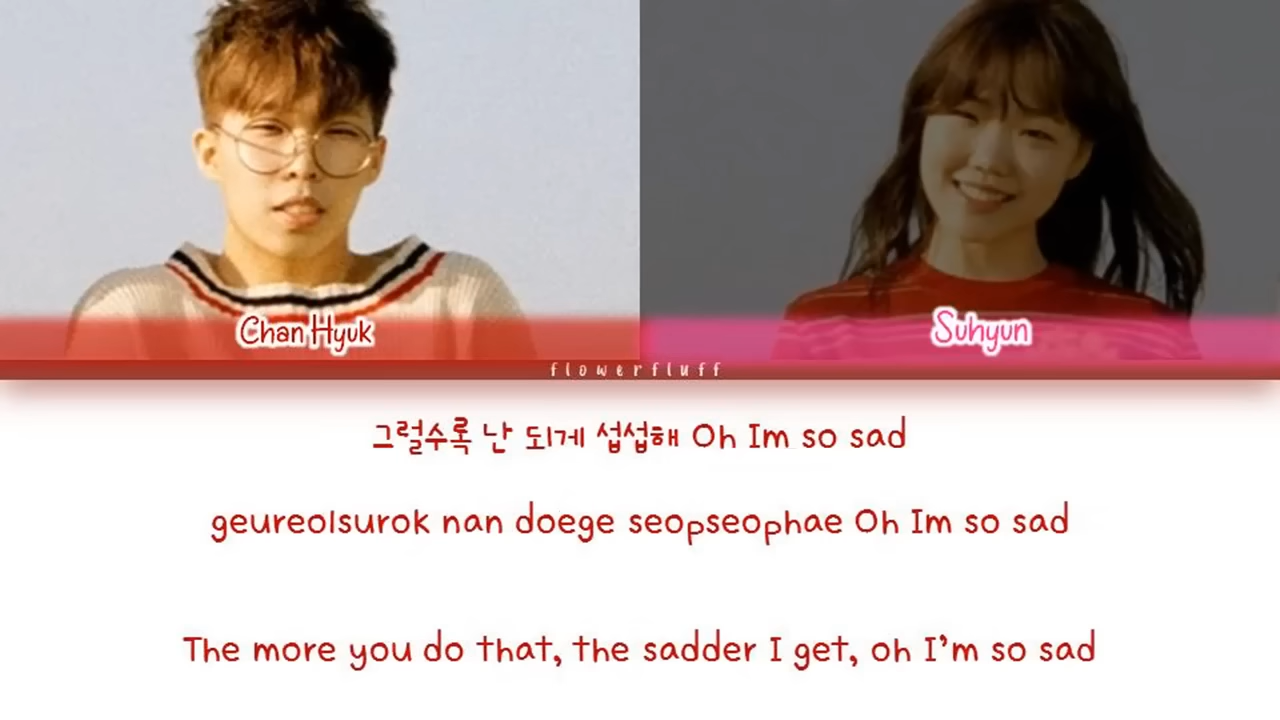 Chan Hyuk
Suhyun
flowerfluff
그럴수록 난 되게 섭섭해 Oh Im so sad
geureolsurok nan doege seopseophae Oh Im so sad
The more you do that, the sadder I get, oh I'm so sad